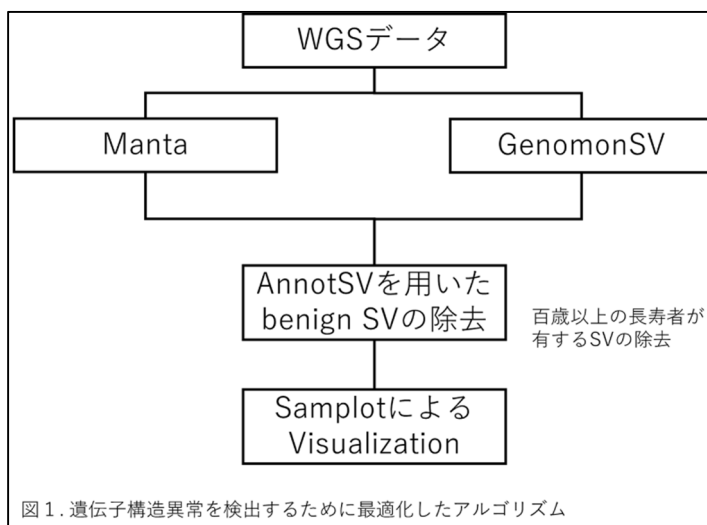 WGSデータ
Manta
GenomonSV
AnnotSVを用いた
benign SVの除去
百歳以上の長寿者が
有するSVの除去
Samplotによる
Visualization
図1.遺伝子構造異常を検出するために最適化したアルゴリズム